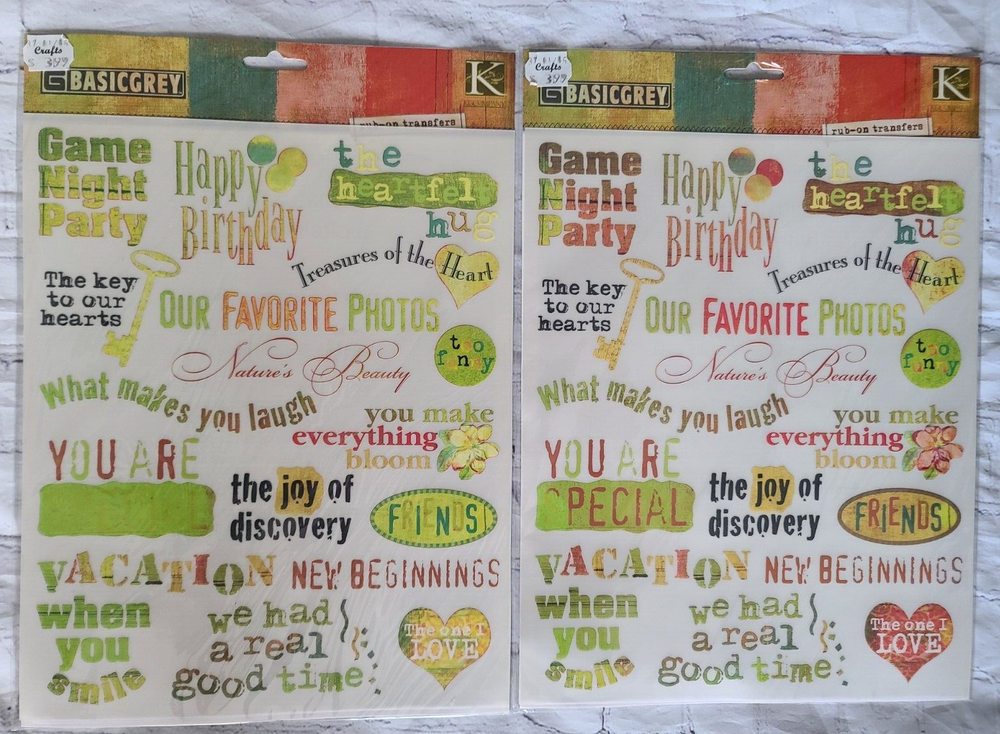 Crafts
399
BASICGREY
K
rub-on transfers
Game
Night
Party
Happy
Birthday
the
heartfelt
hug
The key
to our
hearts
Treasures of the Heart
OUR FAVORITE PHOTOS
Nature's Beauty
too
funny
What makes you laugh
you make
everything
bloom
YOU ARE
the joy of
discovery
FRIENDS
VACATION
NEW BEGINNINGS
when
you
smile
we had
a real
good time
The one I
LOVE
Crafts
399
BASICGREY
K
rub-on transfers
Game
Night
Party
Happy
Birthday
the
heartfelt
hug
The key
to our
hearts
Treasures of the Heart
OUR FAVORITE PHOTOS
Nature's Beauty
too
funny
What makes you laugh
you make
everything
bloom
YOU ARE
SPECIAL
the joy of
discovery
FRIENDS
VACATION
NEW BEGINNINGS
when
you
smile
we had
a real
good time
The one I
LOVE